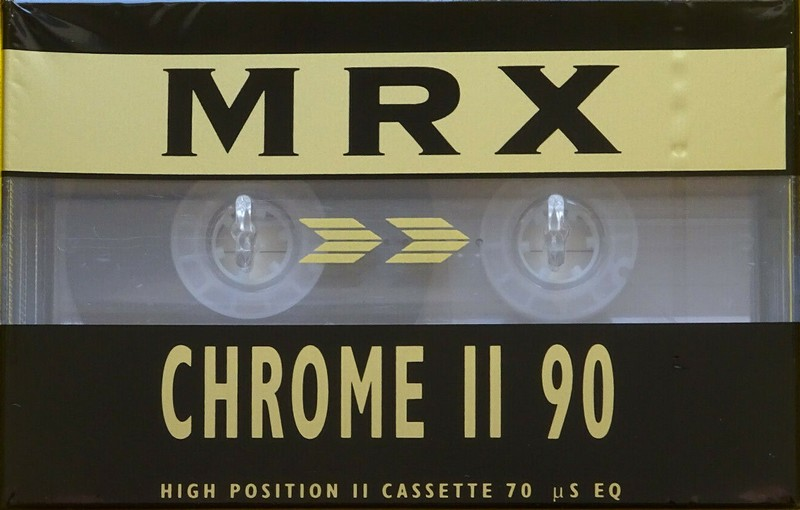 MRX
CHROME II 90
HIGH POSITION II CASSETTE 70 μS EQ